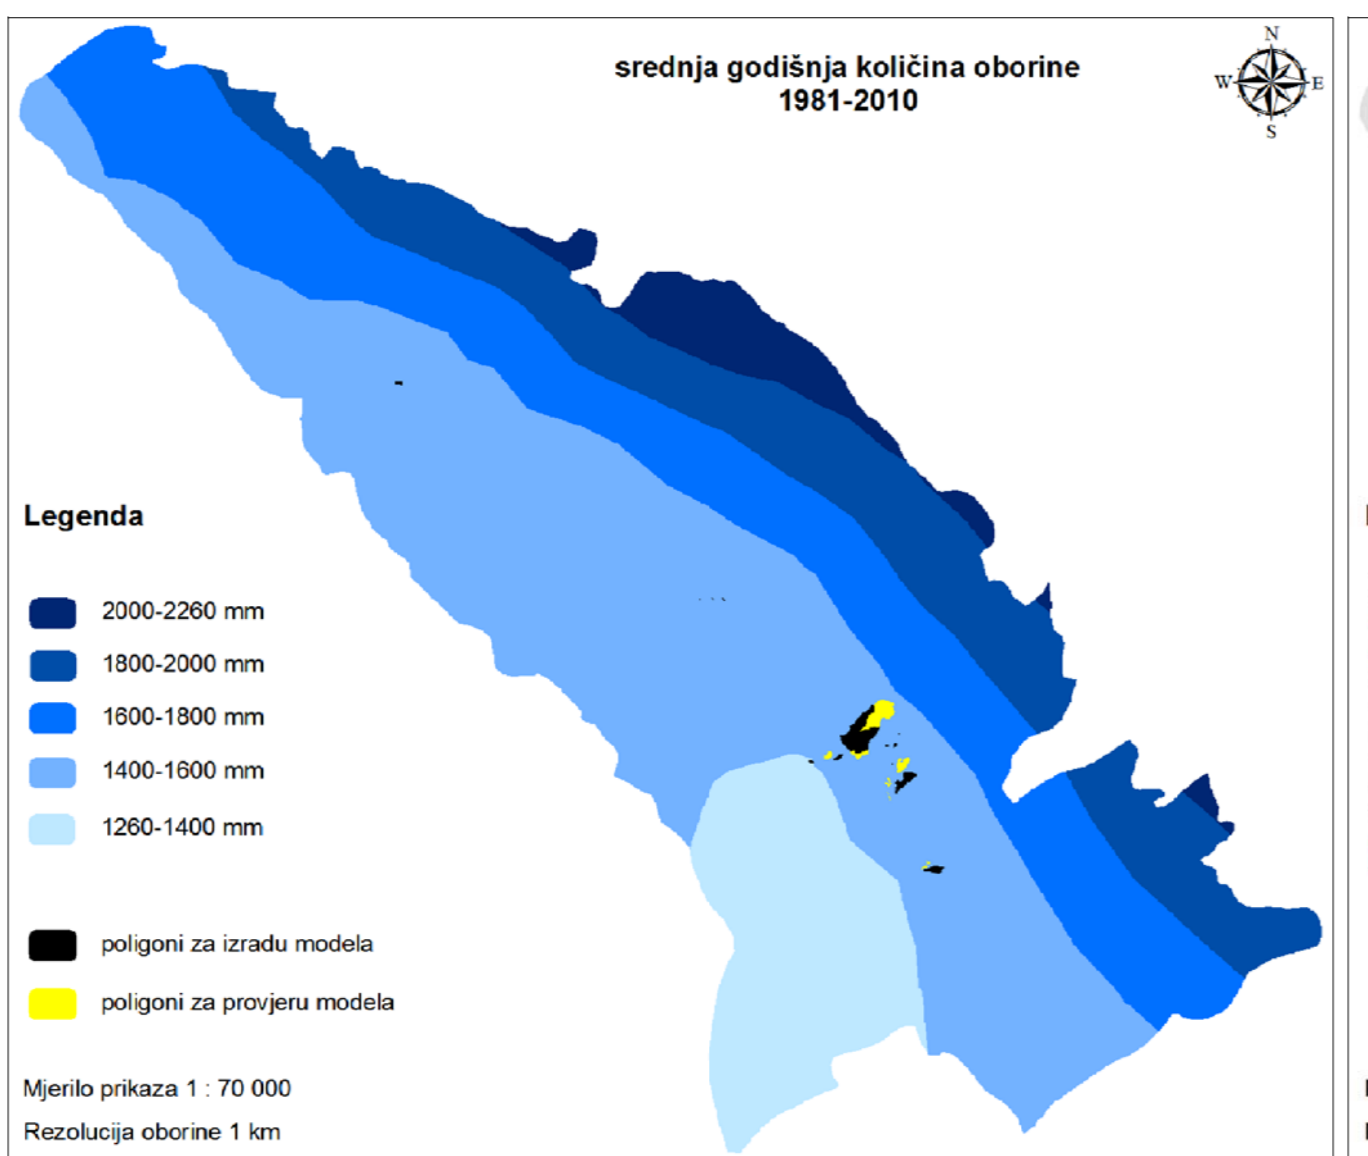 srednja godišnja količina oborine
1981-2010
N
W
E
S
Legenda
2000-2260 mm
1800-2000 mm
1600-1800 mm
1400-1600 mm
1260-1400 mm
poligoni za izradu modela
poligoni za provjeru modela
Mjerilo prikaza 1 : 70 000
Rezolucija oborine 1 km